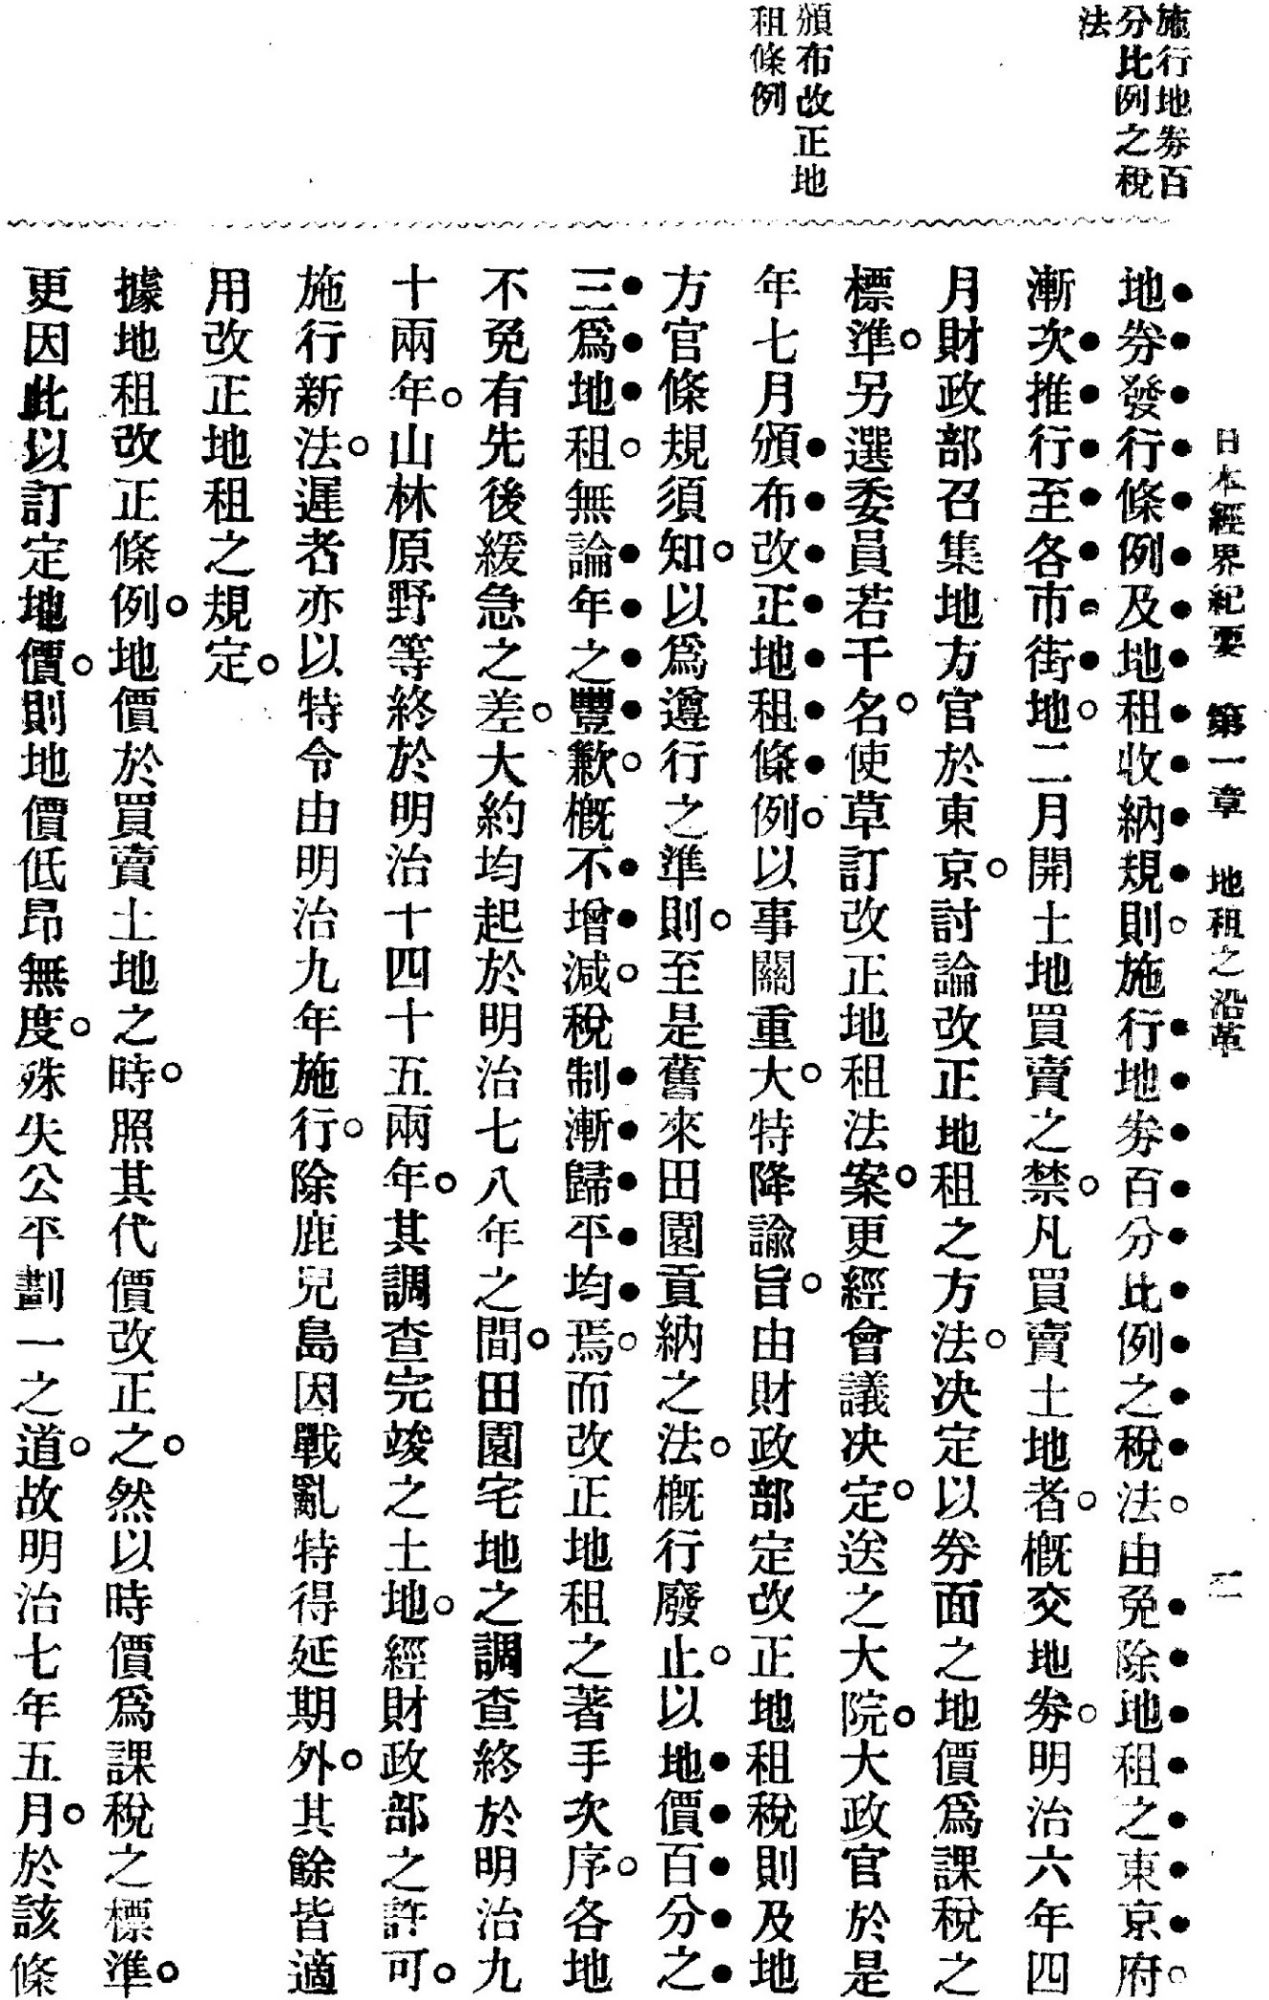 日本經界紀要　第一章　地租之沿革　二
施行地券百
分比例之稅
法
頒布改正地
租條例
地券發行條例及地租收納規則。施行地券百分比例之稅法。由免除地租之東京府。
漸次推行至各市街地。二月開土地買賣之禁。凡買賣土地者。槪交地券。明治六年四
月財政部召集地方官於東京。討論改正地租之方法。決定以券面之地價爲課稅之
標準。另選委員若干名。使草訂改正地租法案。更經會議决定。送之大院。大政官於是
年七月頒布改正地租條例。以事關重大。特降諭旨。由財政部定改正地租稅則及地
方官條規須知。以爲遵行之準則。至是舊來田園貢納之法。槪行廢止。以地價百分之
三爲地租。無論年之豐歉。槪不增減。稅制漸歸平均焉。而改正地租之著手次序。各地
不免有先後緩急之差。大約均起於明治七八年之間。田園宅地之調查終於明治九
十兩年。山林原野等終於明治十四十五兩年。其調查完竣之土地。經財政部之許可。
施行新法。遲者亦以特令由明治九年施行。除鹿兒島因戰亂特得延期外。其餘皆適
用改正地租之規定。
據地租改正條例。地價於買賣土地之時。照其代價改正之。然以時價爲課稅之標準。
更因此以訂定地價。則地價低昂無度。殊失公平劃一之道。故明治七年五月。於該條